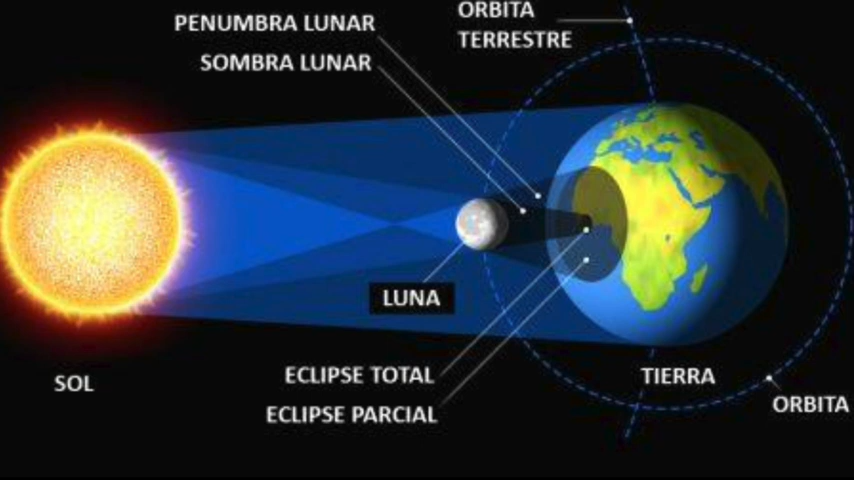 PENUMBRA LUNAR
SOMBRA LUNAR
ORBITA
TERRESTRE
LUNA
SOL
ECLIPSE TOTAL
ECLIPSE PARCIAL
TIERRA
ORBITA